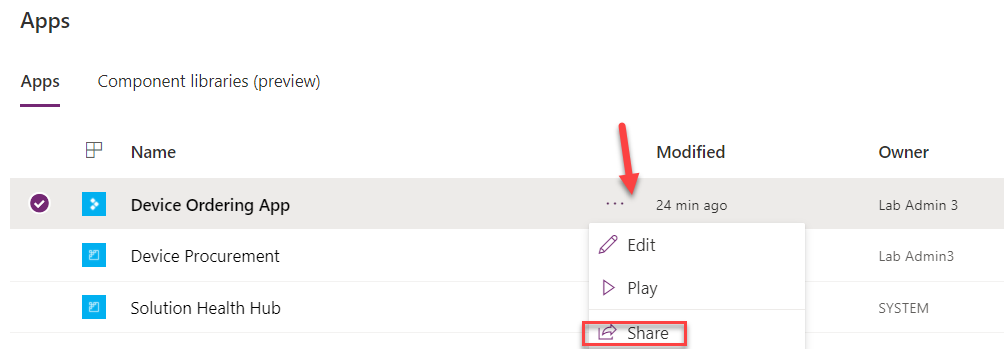 Apps
Apps Component libraries (preview)
Name Modified Owner
Device Ordering App ... 24 min ago Lab Admin 3
Edit
Device Procurement Lab Admin3
Play
Solution Health Hub SYSTEM
Share